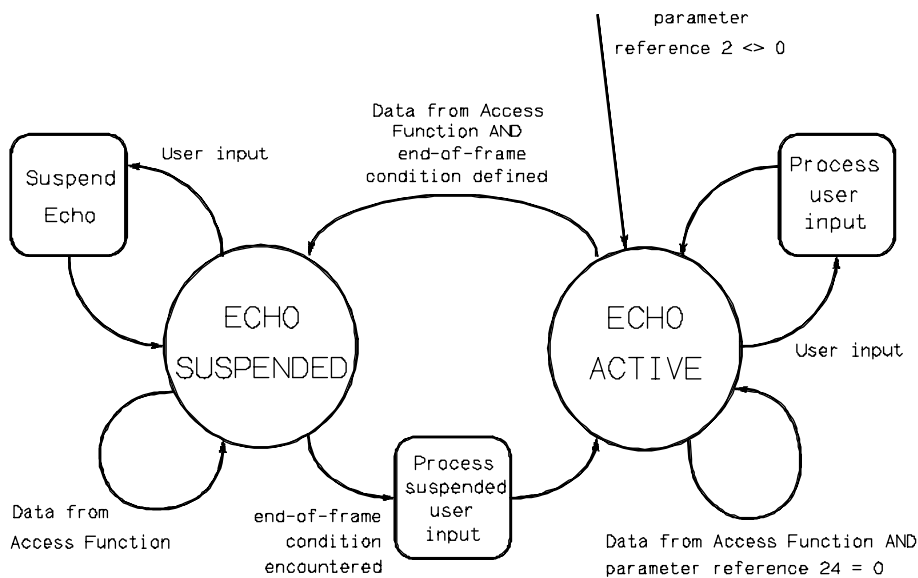 parameter
reference 2 <> 0
Data from Access
Function AND
end-of-frame
condition defined
User input
Suspend
Echo
Process
user
input
ECHO
SUSPENDED
ECHO
ACTIVE
User input
Process
suspended
user
input
Data from
Access Function
end-of-frame
condition
encountered
Data from Access Function AND
parameter reference 24 = 0